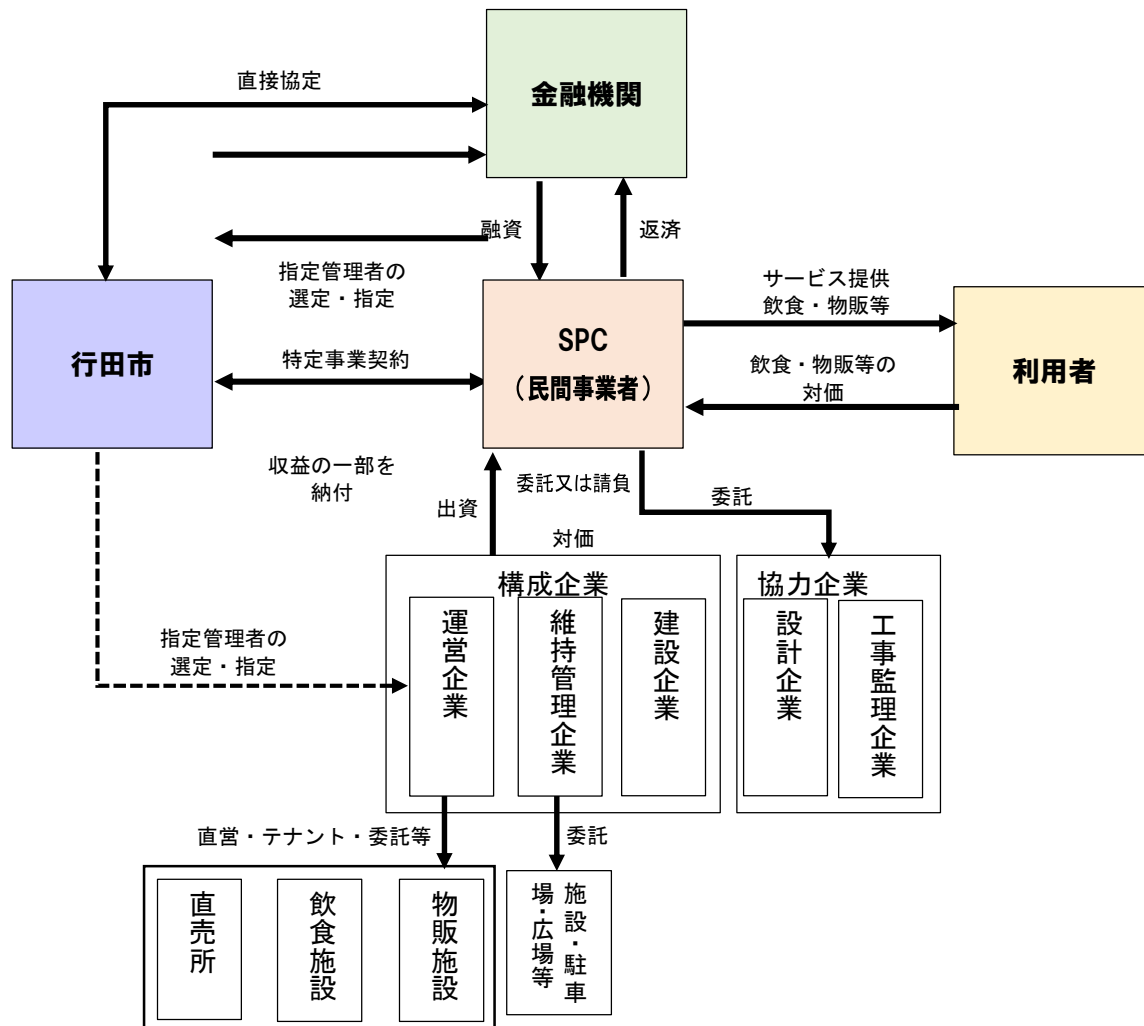 直接協定
金融機関
融資
返済
指定管理者の
選定・指定
サービス提供
飲食・物販等
行田市
特定事業契約
SPC
（民間事業者）
飲食・物販等の
対価
利用者
収益の一部を
納付
出資
委託又は請負
委託
対価
構成企業
運営企業
維持管理企業
建設企業
協力企業
設計企業
工事監理企業
指定管理者の
選定・指定
直営・テナント・委託等
委託
直売所
飲食施設
物販施設
施設・駐車
場・広場等